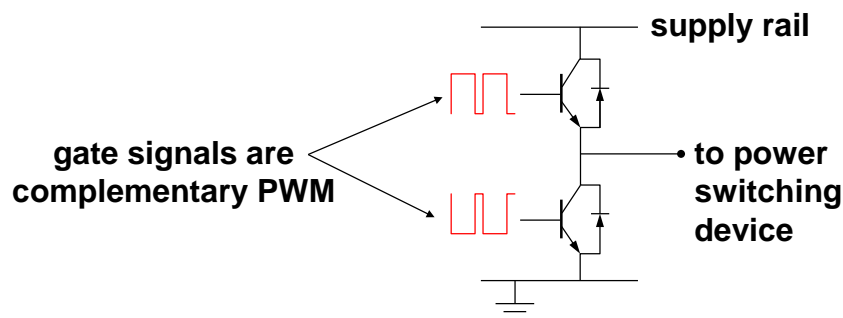 supply rail
gate signals are
complementary PWM
to power
switching
device